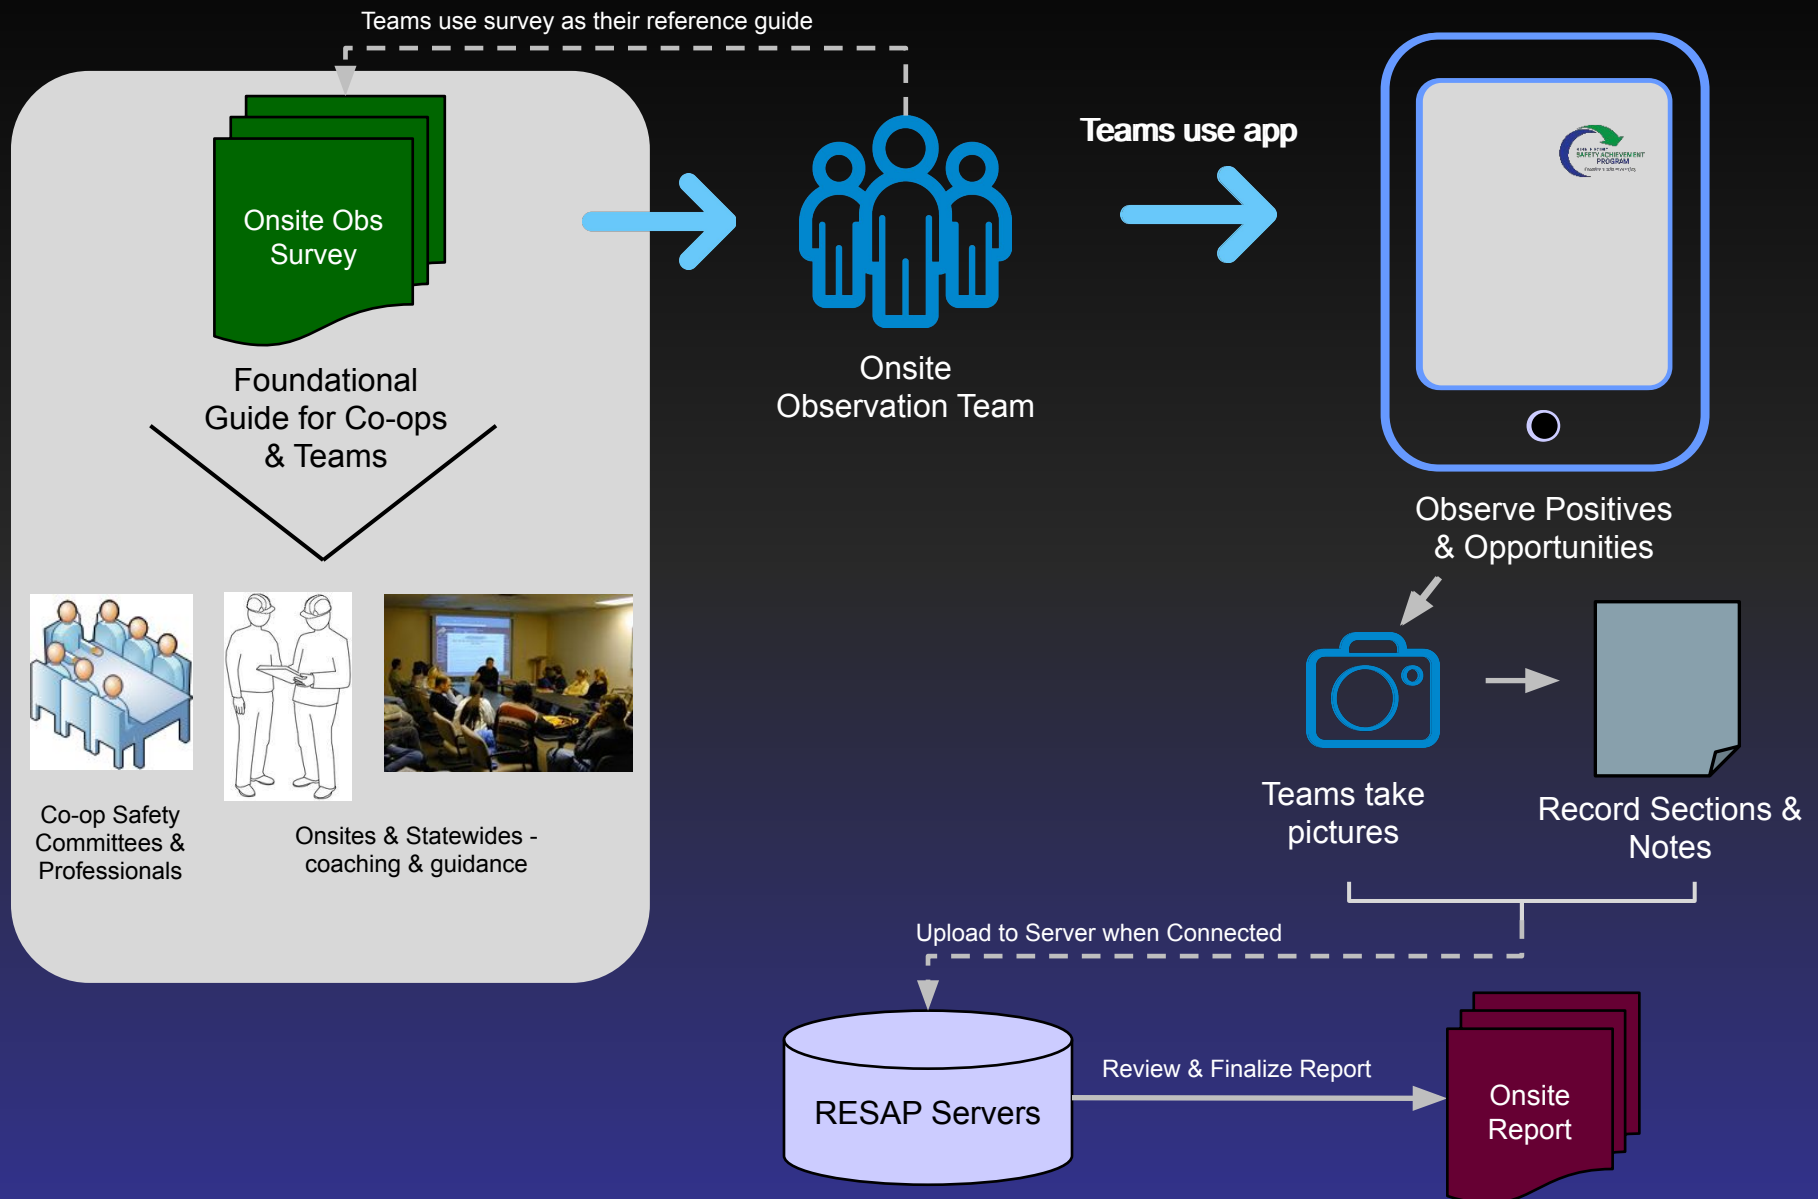 Teams use survey as their reference guide
Onsite Obs
Survey
Foundational
Guide for Co-ops
& Teams
Co-op Safety
Committees &
Professionals
Onsites & Statewides -
coaching & guidance
Onsite
Observation Team
Teams use app
SAFETY ACHIEVEMENT
PROGRAM
Observe Positives
& Opportunities
Teams take
pictures
Record Sections &
Notes
Upload to Server when Connected
RESAP Servers
Review & Finalize Report
Onsite
Report